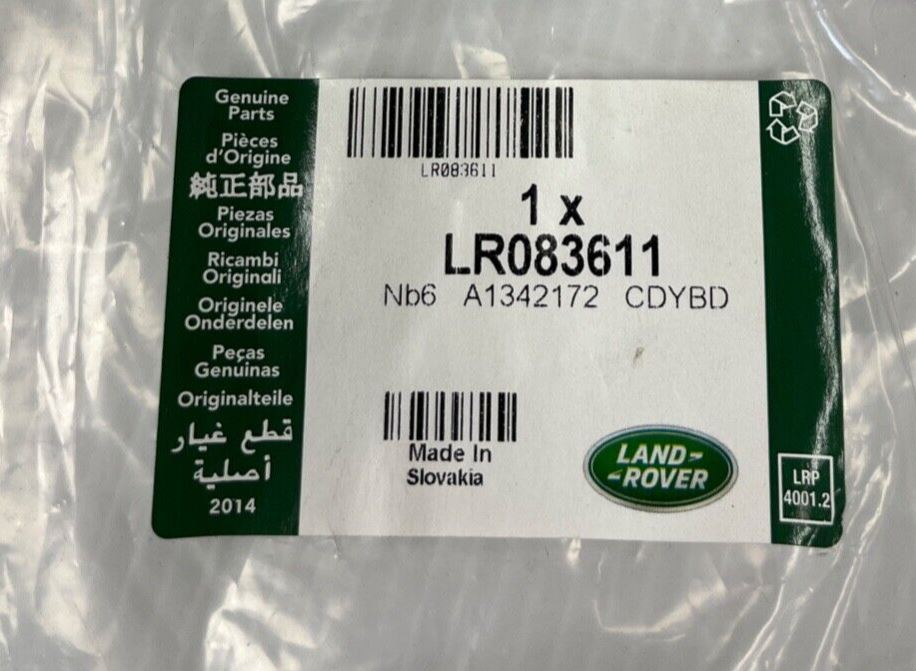 Genuine
Parts
Pièces
d'Origine
純正部品
Piezas
Originales
Ricambi
Originali
Originele
Onderdelen
Peças
Genuinas
Originalteile
قطع غيار
أصلية
2014
LR083611
1 x
LR083611
Nb6 A1342172 CDYBD
Made In
Slovakia
LAND-
-ROVER
LRP
4001.2